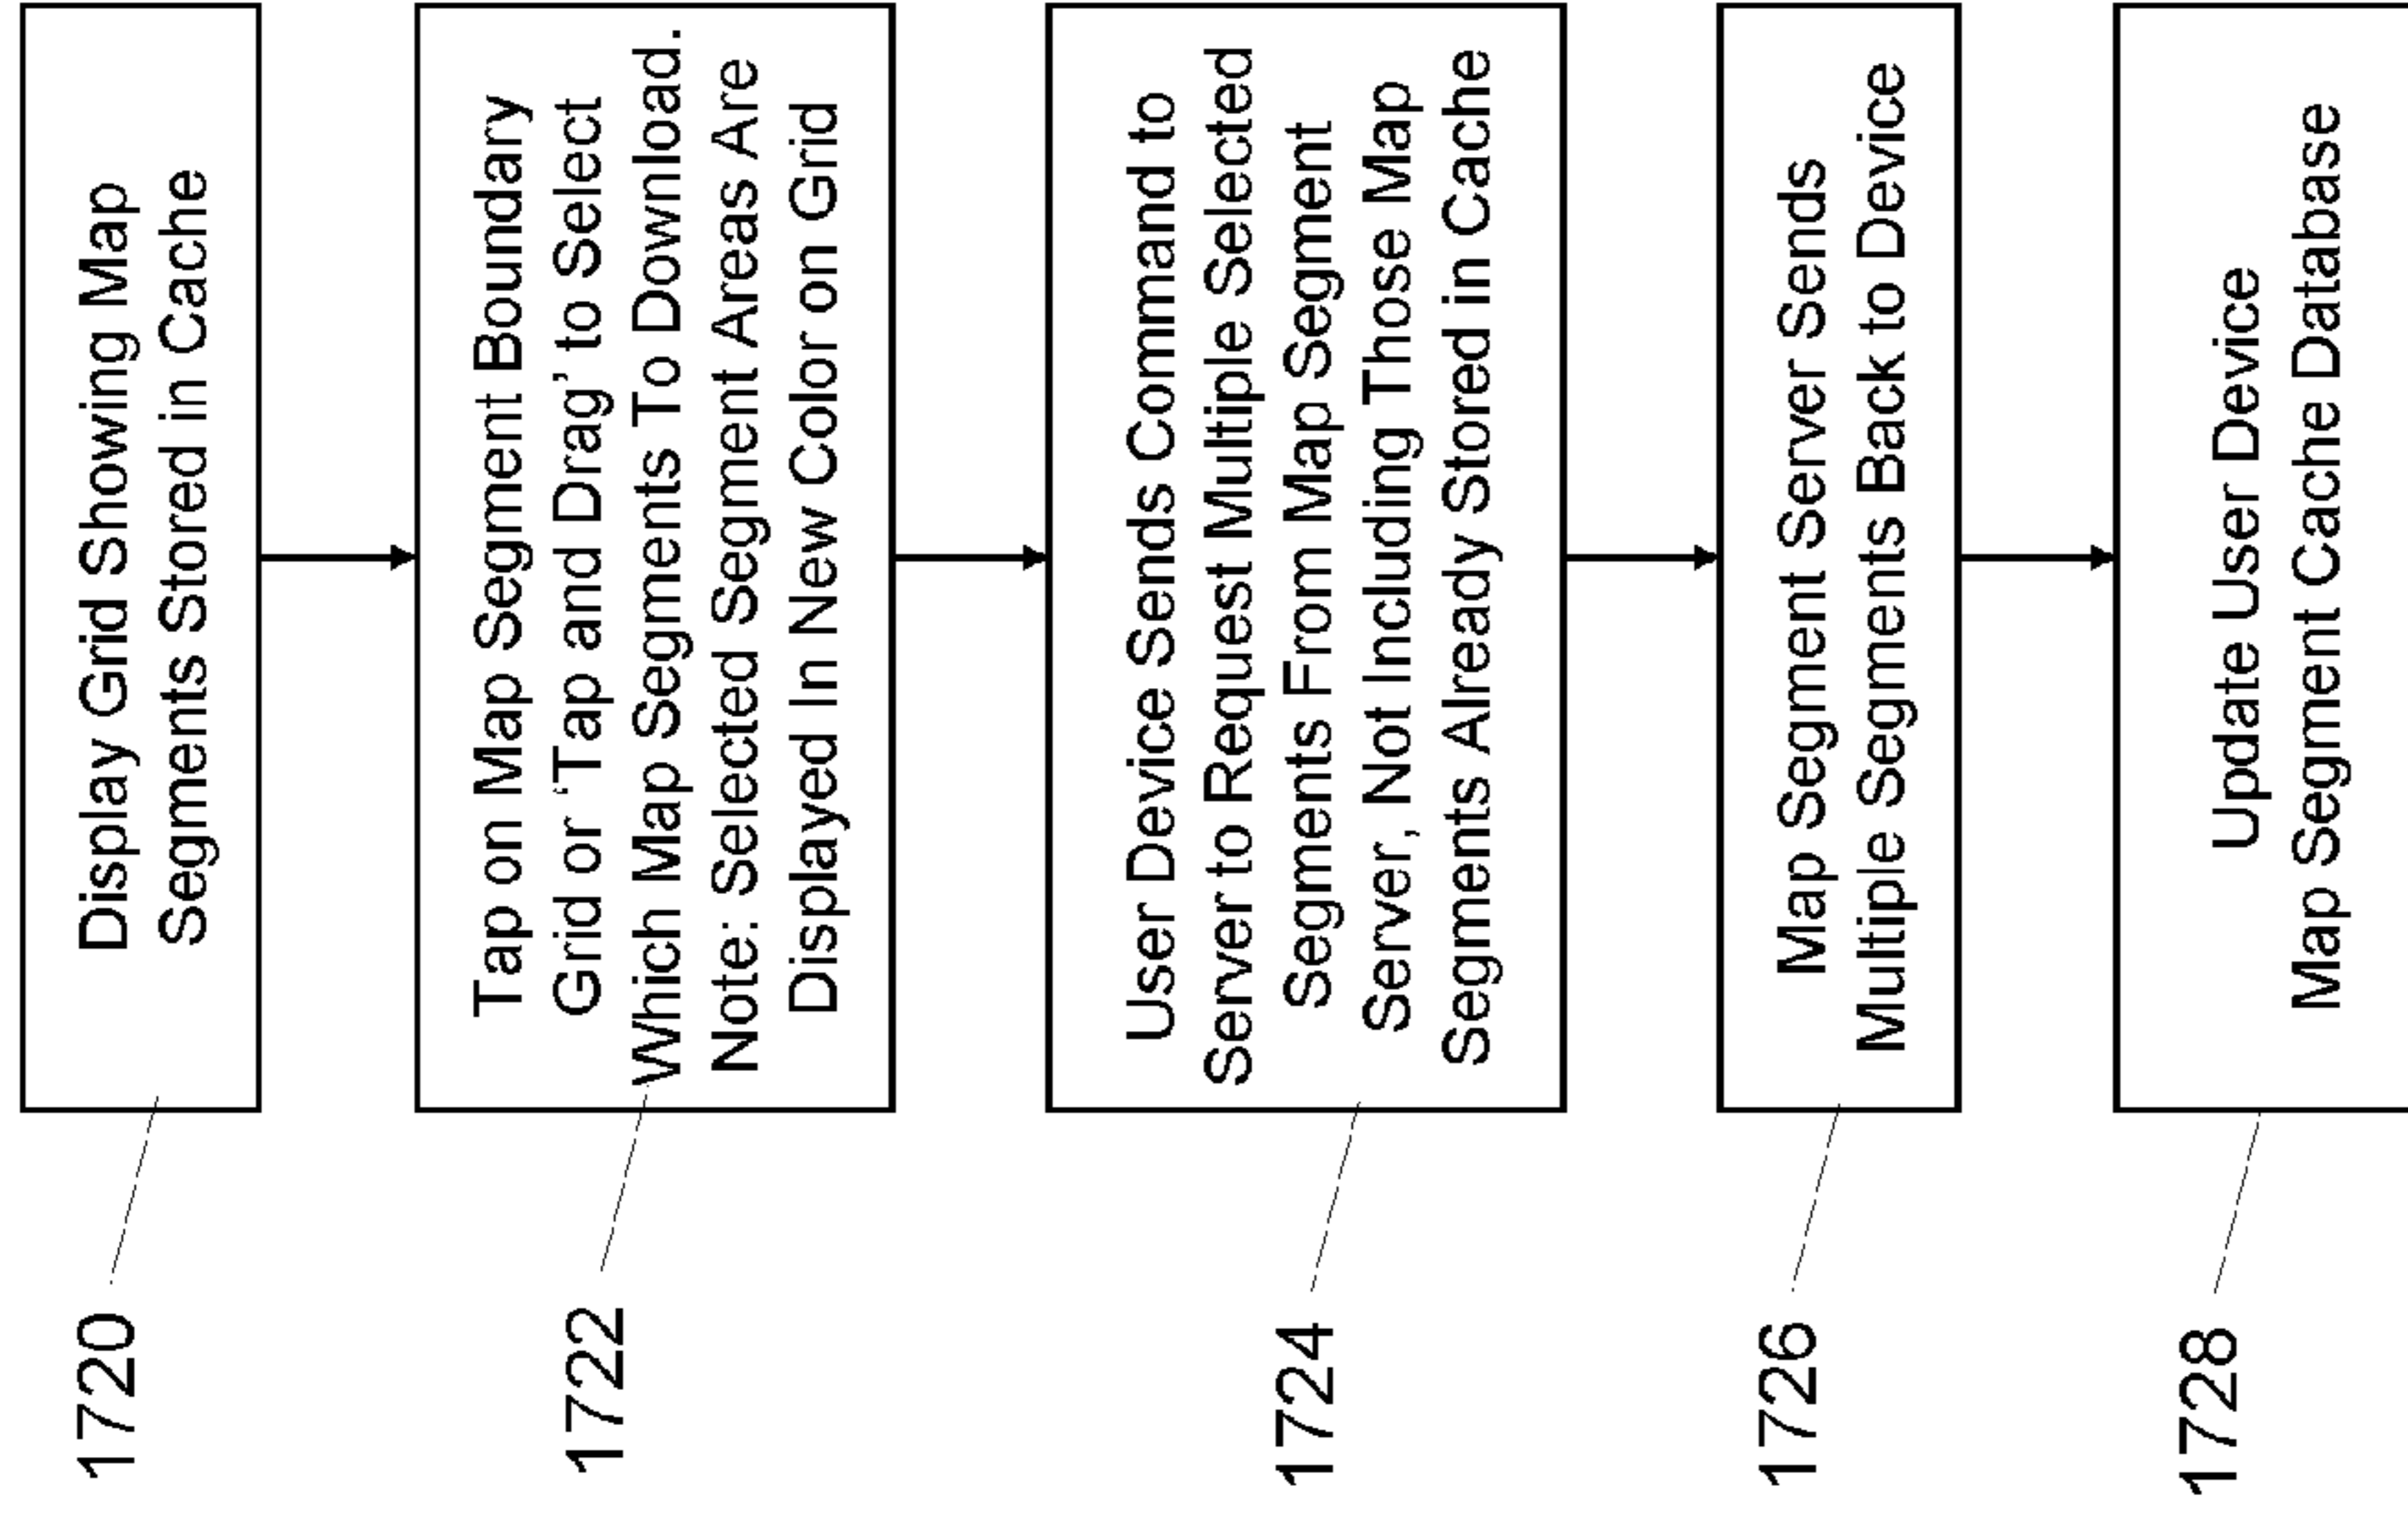 1720
Display Grid Showing Map
Segments Stored in Cache
1722
Tap on Map Segment Boundary
Grid or ‘Tap and Drag’ to Select
Which Map Segments To Download.
Note: Selected Segment Areas Are
Displayed In New Color on Grid
1724
User Device Sends Command to
Server to Request Multiple Selected
Segments From Map Segment
Server, Not Including Those Map
Segments Already Stored in Cache
1726
Map Segment Server Sends
Multiple Segments Back to Device
1728
Update User Device
Map Segment Cache Database